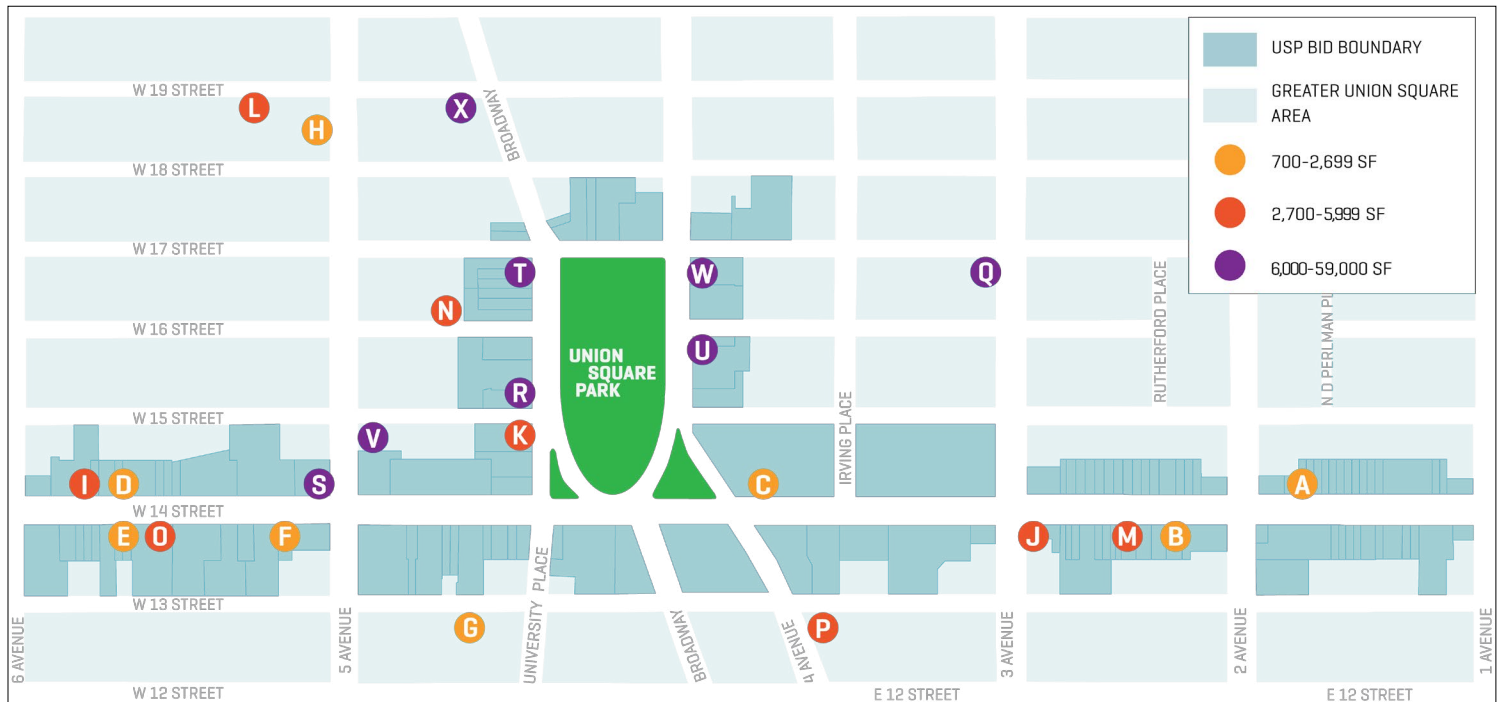 W 19 STREET
L
H
X
BROADWAY
W 18 STREET
W 17 STREET
T
W
Q
N
W 16 STREET
UNION
SQUARE
PARK
U
R
RUTHERFORD PLACE
N D PERLMAN PL
W 15 STREET
V
K
IRVING PLACE
I
D
S
C
A
W 14 STREET
E
O
F
J
M
B
W 13 STREET
G
P
6 AVENUE
5 AVENUE
UNIVERSITY PLACE
BROADWAY
4 AVENUE
3 AVENUE
2 AVENUE
1 AVENUE
W 12 STREET
E 12 STREET
E 12 STREET
USP BID BOUNDARY
GREATER UNION SQUARE
AREA
700-2,699 SF
2,700-5,999 SF
6,000-59,000 SF